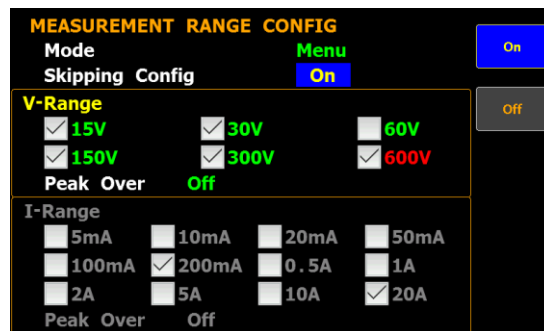 MEASUREMENT RANGE CONFIG
Mode Menu
Skipping Config On
On
Off
V-Range
15V 30V 60V
150V 300V 600V
Peak Over Off
I-Range
5mA 10mA 20mA 50mA
100mA 200mA 0.5A 1A
2A 5A 10A 20A
Peak Over Off